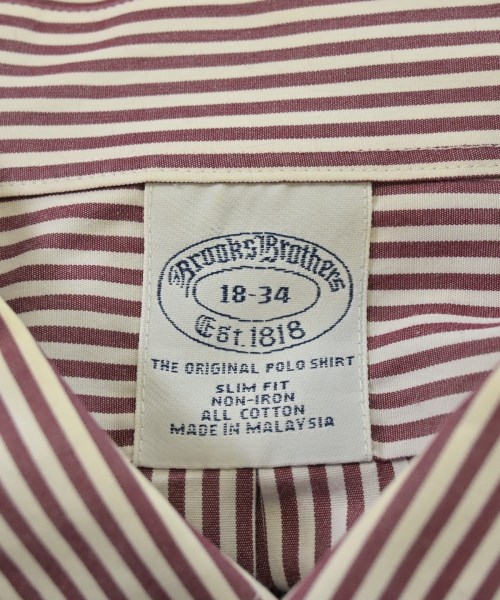 Brooks Brothers
18-34
Est. 1818
THE ORIGINAL POLO SHIRT
SLIM FIT
NON-IRON
ALL COTTON
MADE IN MALAYSIA